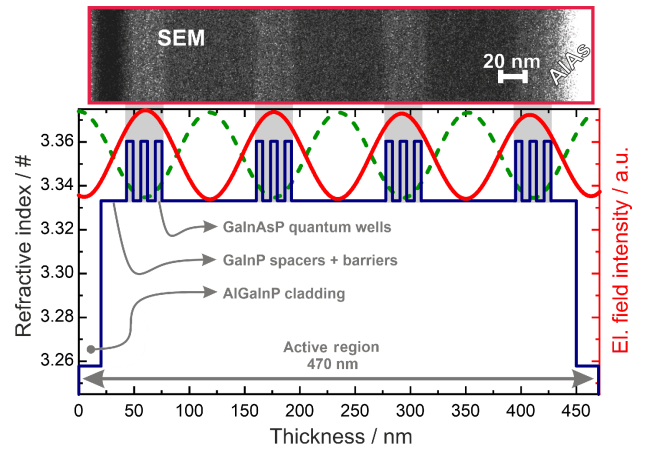 SEM
20 nm
AlAs
3.36
3.34
3.32
3.30
3.28
3.26
Refractive index / #
El. field intensity / a.u.
GaInAsP quantum wells
GaInP spacers + barriers
AlGaInP cladding
Active region
470 nm
0 50 100 150 200 250 300 350 400 450
Thickness / nm